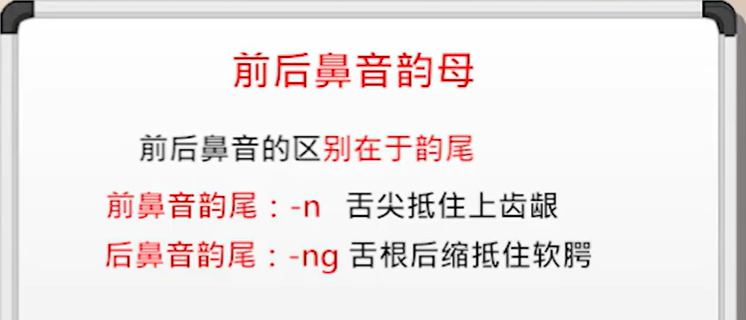 前后鼻音韵母
前后鼻音的区别在于韵尾
前鼻音韵尾：-n 舌尖抵住上齿龈
后鼻音韵尾：-ng 舌根后缩抵住软腭